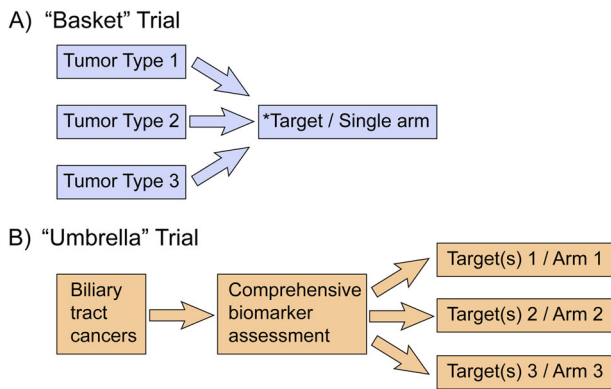 A) “Basket” Trial
Tumor Type 1
Tumor Type 2
*Target / Single arm
Tumor Type 3
B) “Umbrella” Trial
Biliary
tract
cancers
Comprehensive
biomarker
assessment
Target(s) 1 / Arm 1
Target(s) 2 / Arm 2
Target(s) 3 / Arm 3